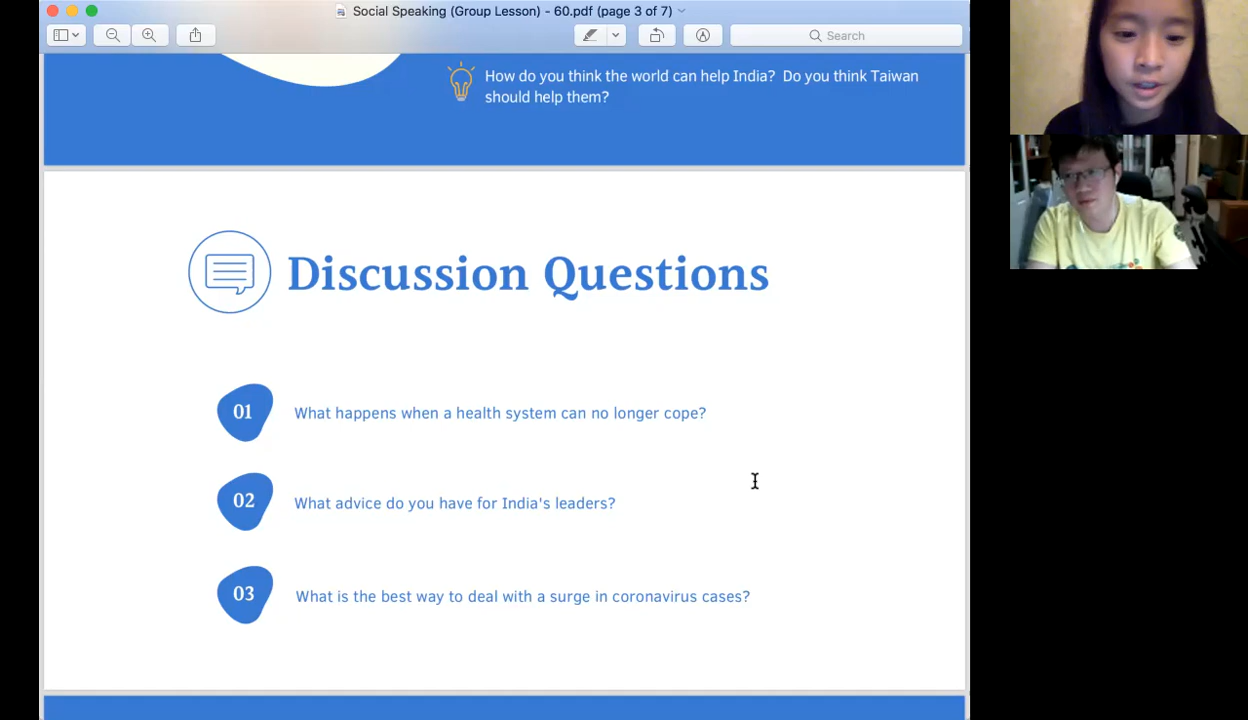 Social Speaking (Group Lesson) - 60.pdf (page 3 of 7)
Search
How do you think the world can help India? Do you think Taiwan
should help them?
Discussion Questions
01
What happens when a health system can no longer cope?
02
What advice do you have for India's leaders?
03
What is the best way to deal with a surge in coronavirus cases?